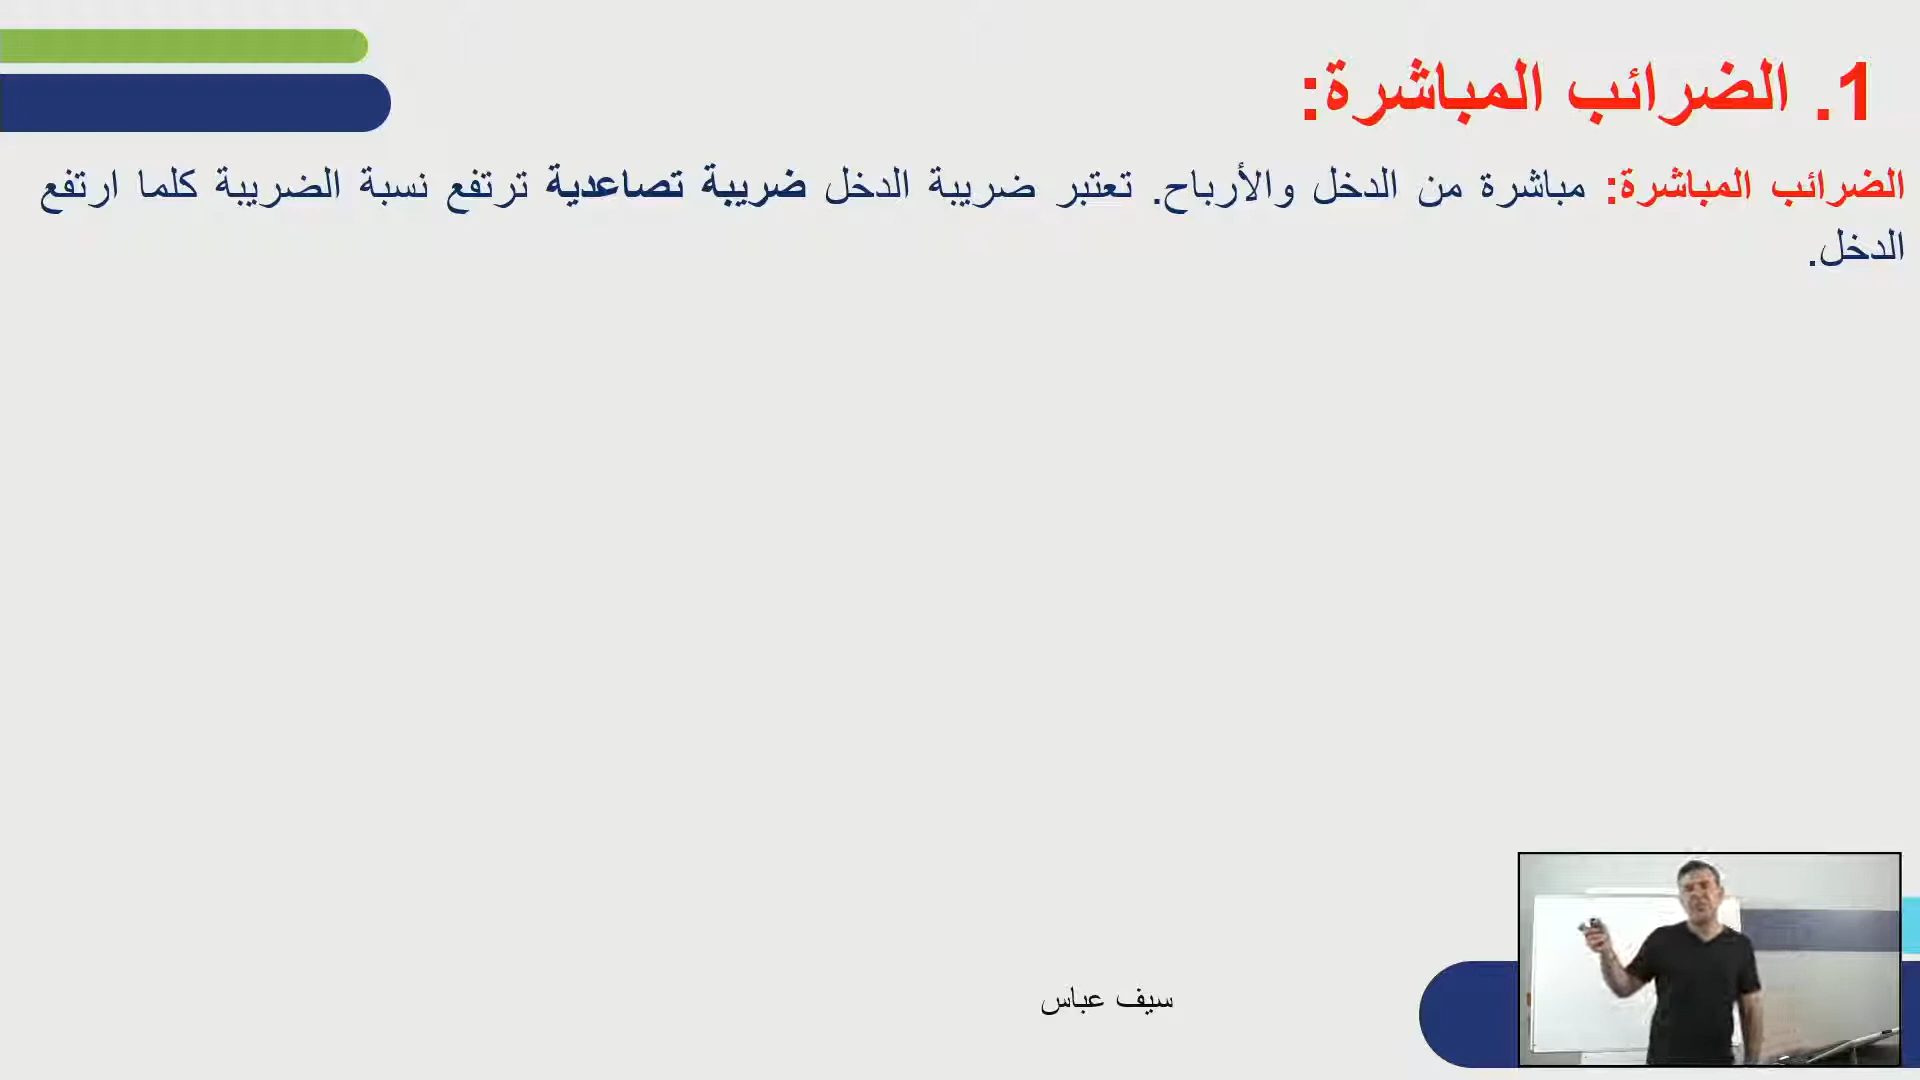 1. الضرائب المباشرة:
الضرائب المباشرة: مباشرة من الدخل والأرباح. تعتبر ضريبة الدخل ضريبة تصاعدية ترتفع نسبة الضريبة كلما ارتفع
الدخل.
سيف عباس